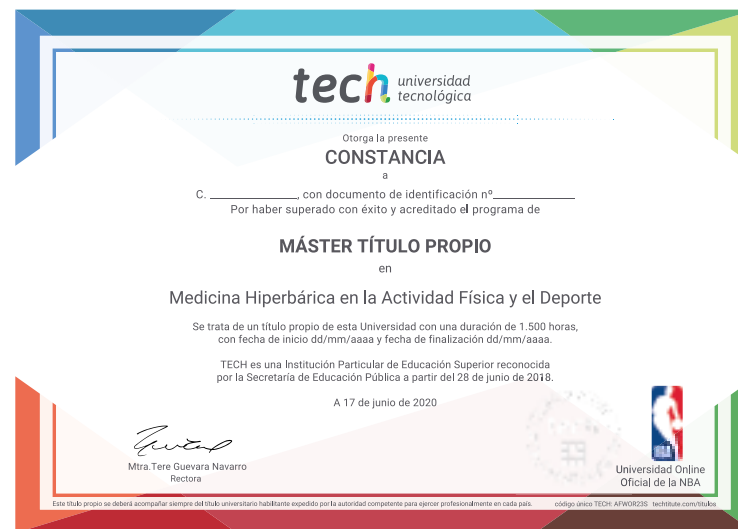 tech universidad
tecnológica
Otorga la presente
CONSTANCIA
a
C. ______________, con documento de identificación nº______________
Por haber superado con éxito y acreditado el programa de
MÁSTER TÍTULO PROPIO
en
Medicina Hiperbárica en la Actividad Física y el Deporte
Se trata de un título propio de esta Universidad con una duración de 1.500 horas,
con fecha de inicio dd/mm/aaaa y fecha de finalización dd/mm/aaaa.
TECH es una Institución Particular de Educación Superior reconocida
por la Secretaría de Educación Pública a partir del 28 de junio de 2018.
A 17 de junio de 2020
Mtra.Tere Guevara Navarro
Rectora
Universidad Online
Oficial de la NBA
Este título propio se deberá acompañar siempre del título universitario habilitante expedido por la autoridad competente para ejercer profesionalmente en cada país.
código único TECH: AFWOR23S techtitute.com/titulos